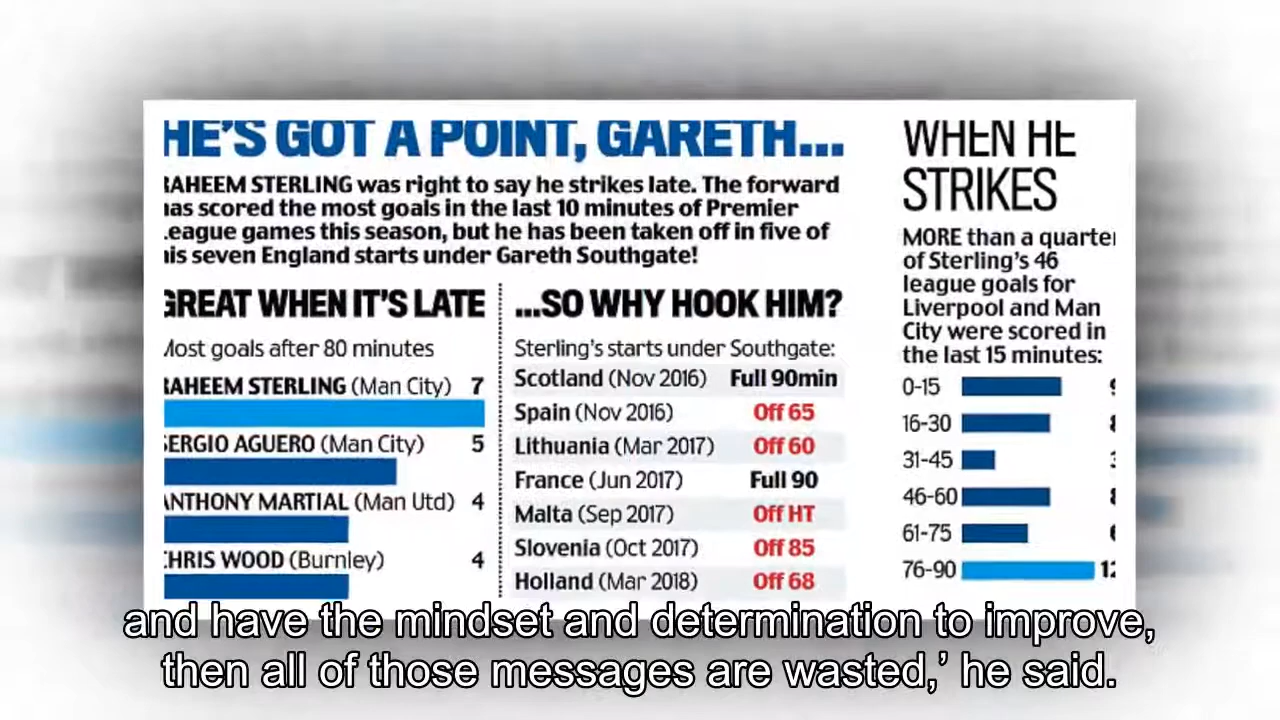 HE'S GOT A POINT, GARETH...
RAHEEM STERLING was right to say he strikes late. The forward
has scored the most goals in the last 10 minutes of Premier
League games this season, but he has been taken off in five of
his seven England starts under Gareth Southgate!
GREAT WHEN IT'S LATE
Most goals after 80 minutes
RAHEEM STERLING (Man City) 7
SERGIO AGUERO (Man City) 5
ANTHONY MARTIAL (Man Utd) 4
CHRIS WOOD (Burnley) 4
...SO WHY HOOK HIM?
Sterling's starts under Southgate:
Scotland (Nov 2016) Full 90min
Spain (Nov 2016) Off 65
Lithuania (Mar 2017) Off 60
France (Jun 2017) Full 90
Malta (Sep 2017) Off HT
Slovenia (Oct 2017) Off 85
Holland (Mar 2018) Off 68
WHEN HE
STRIKES
MORE than a quarter
of Sterling's 46
league goals for
Liverpool and Man
City were scored in
the last 15 minutes:
0-15 9
16-30 8
31-45 3
46-60 8
61-75 6
76-90 12
and have the mindset and determination to improve,
then all of those messages are wasted,' he said.